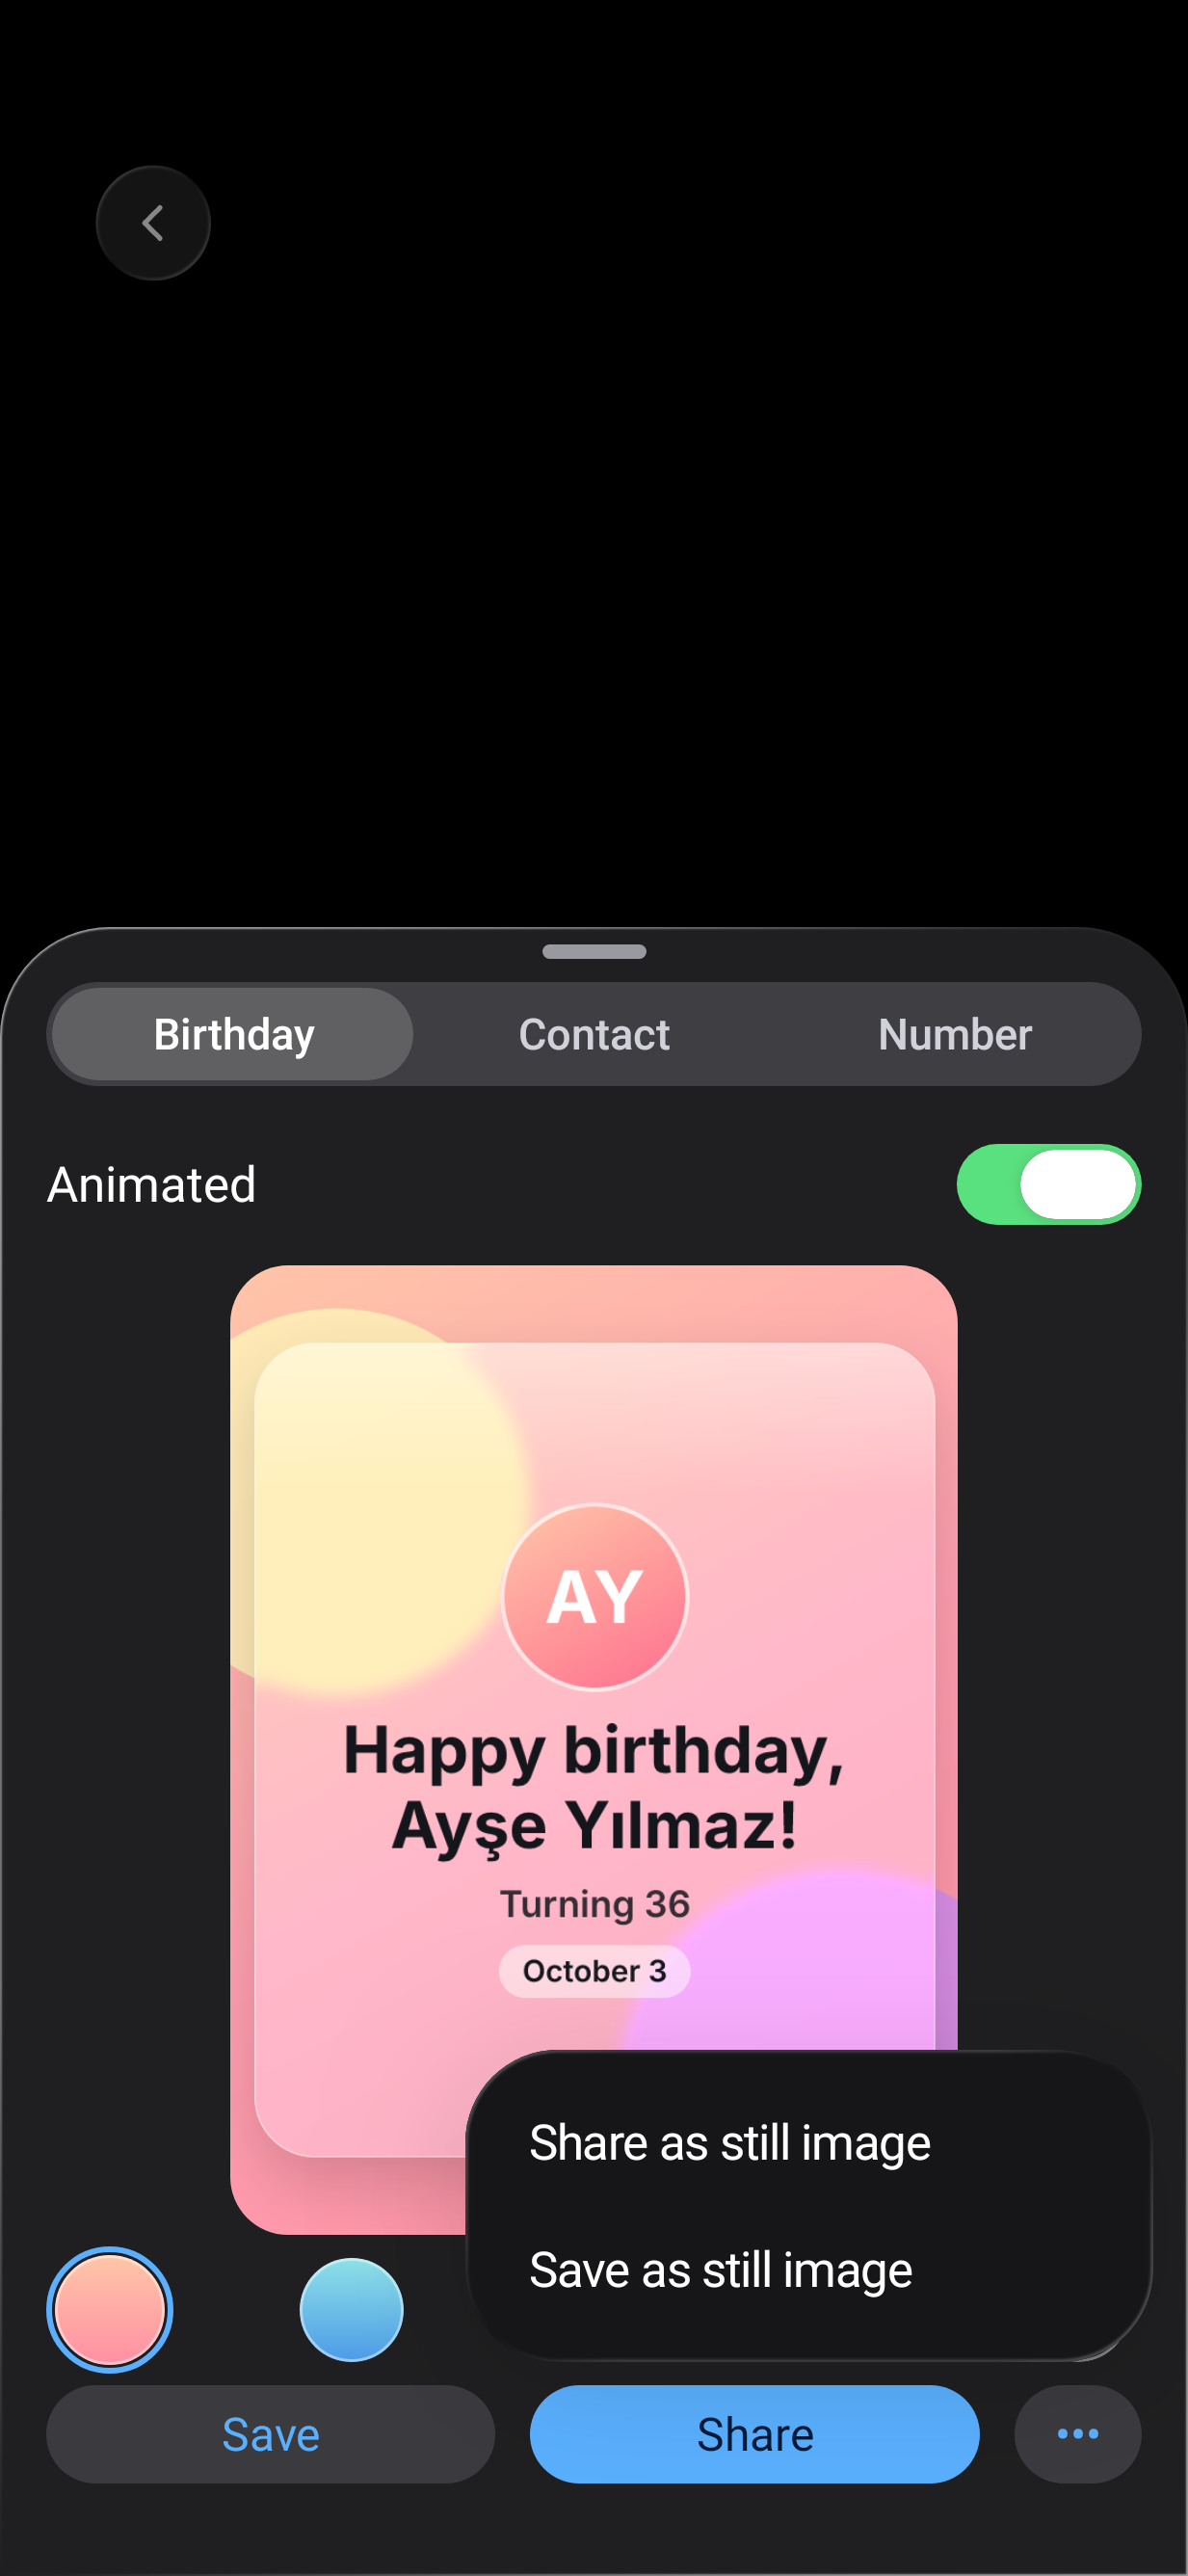 Birthday
Contact
Number
Animated
AY
Happy birthday,
Ayşe Yılmaz!
Turning 36
October 3
Share as still image
Save as still image
Save
Share